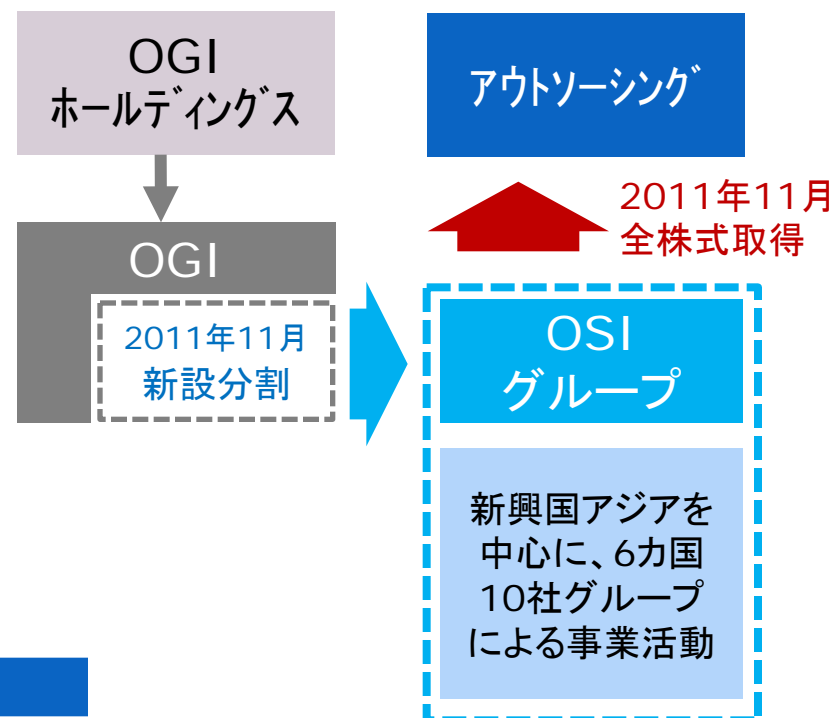 OGI
ホールディングス
アウトソーシング
2011年11月
全株式取得
OGI
2011年11月
新設分割
OSI
グループ
新興国アジアを
中心に、6カ国
10社グループ
による事業活動